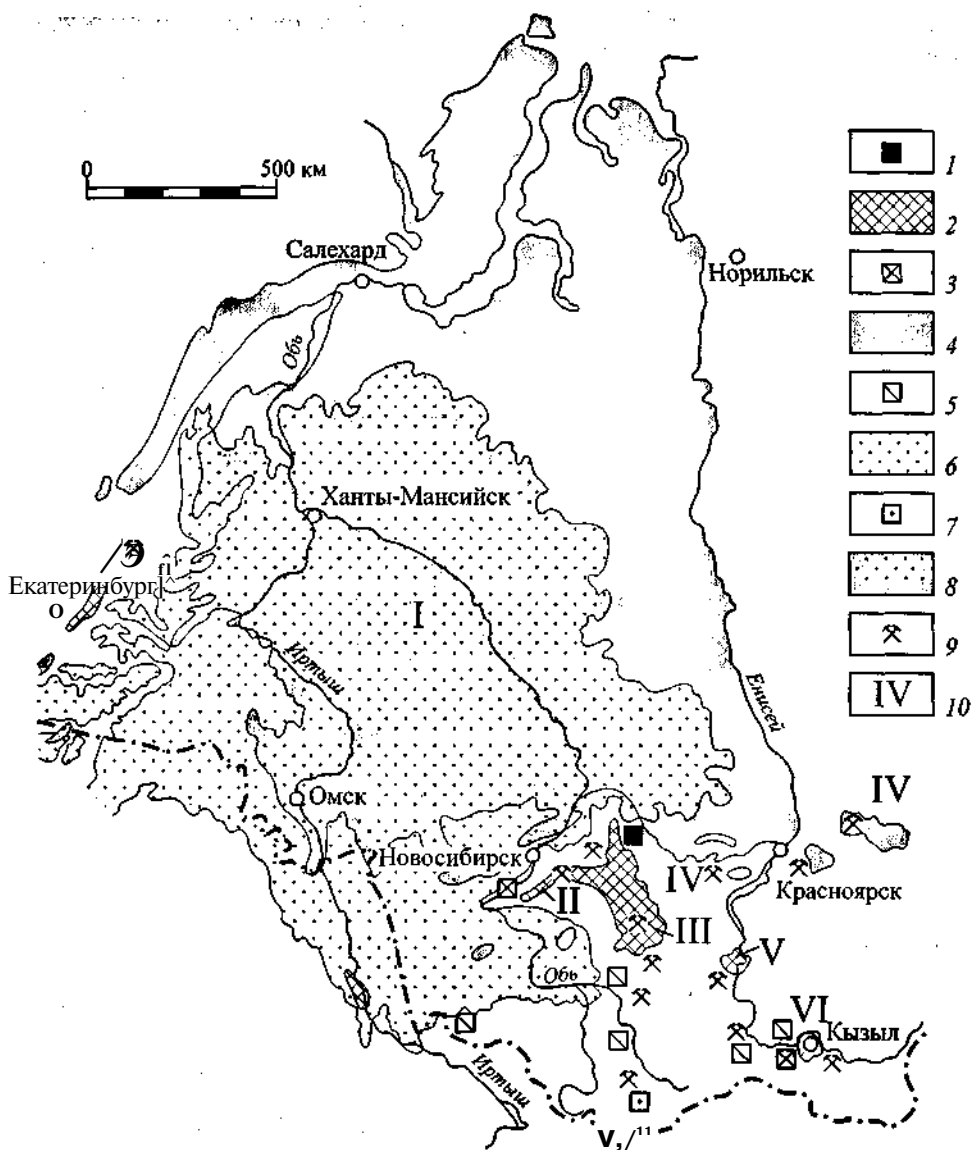 0 500 км
Салехард
Норильск
Обь
Ханты-Мансийск
Екатеринбург
I
Иртыш
Енисей
Омск
Новосибирск
II
III
IV
IV
Красноярск
V
Обь
VI
Кызыл
Иртыш
1
2
3
4
5
6
7
8
9
IV 10